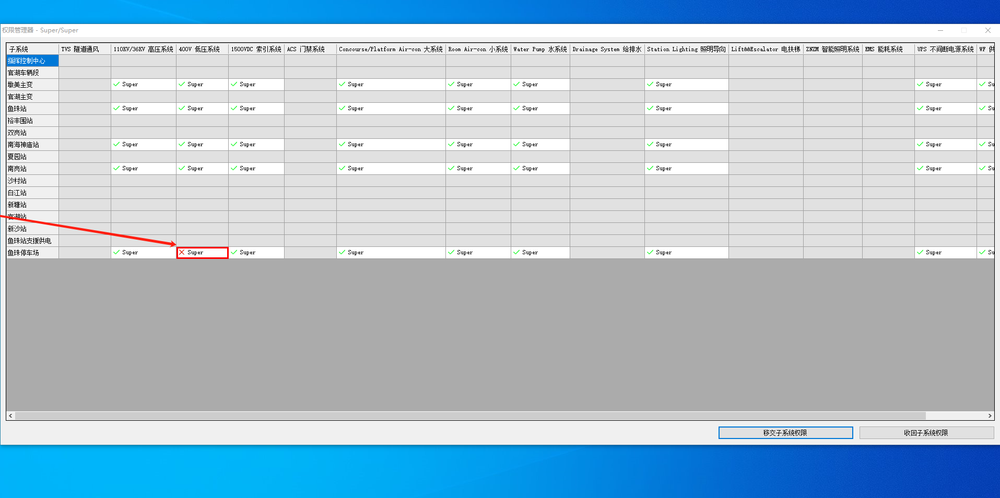 权限管理器 - Super/Super
子系统 TVS 隧道通风 110KV/36KV 高压系统 400V 低压系统 1500VDC 索引系统 ACS 门禁系统 Concourse/Platform Air-con 大系统 Room Air-con 小系统 Water Pump 水系统 Drainage System 给排水 Station Lighting 照明导向 Lift&&Escalator 电扶梯 ZNZM 智能照明系统 EMS 能耗系统 UPS 不间断电源系统 WF 供
指挥控制中心
官湖车辆段
墩美主变 Super Super Super Super Super Super Super Super Su
官湖主变
鱼珠站 Super Super Super Super Super Super Super Super Su
裕丰围站
双岗站
南海神庙站 Super Super Super Super Super Super Super Super Su
夏园站
南岗站 Super Super Super Super Super Super Super Super Su
沙村站
白江站
新塘站
官湖站
新沙站
鱼珠站支援供电
鱼珠停车场 Super Super Super Super Super Super Super Super Su
移交子系统权限 收回子系统权限